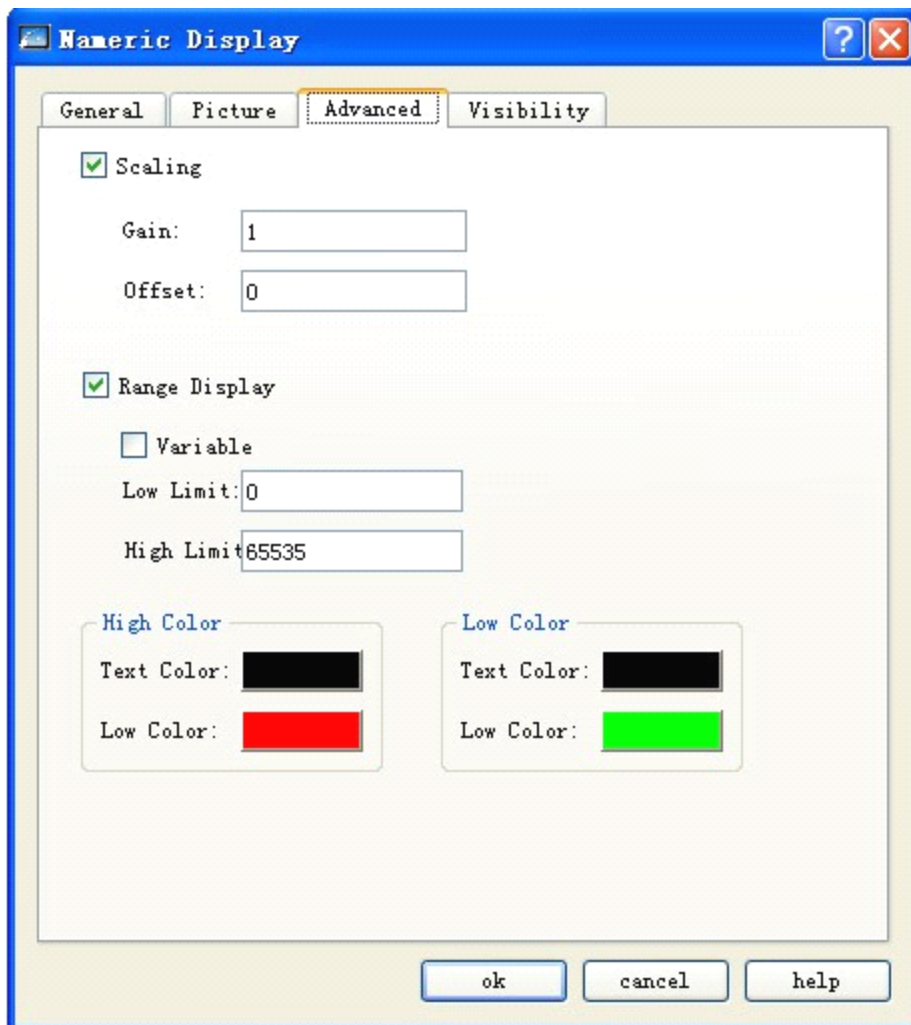 Nameric Display
General Picture Advanced Visibility
Scaling
Gain: 1
Offset: 0
Range Display
Variable
Low Limit: 0
High Limit 65535
High Color Low Color
Text Color: Text Color:
Low Color: Low Color:
ok cancel help